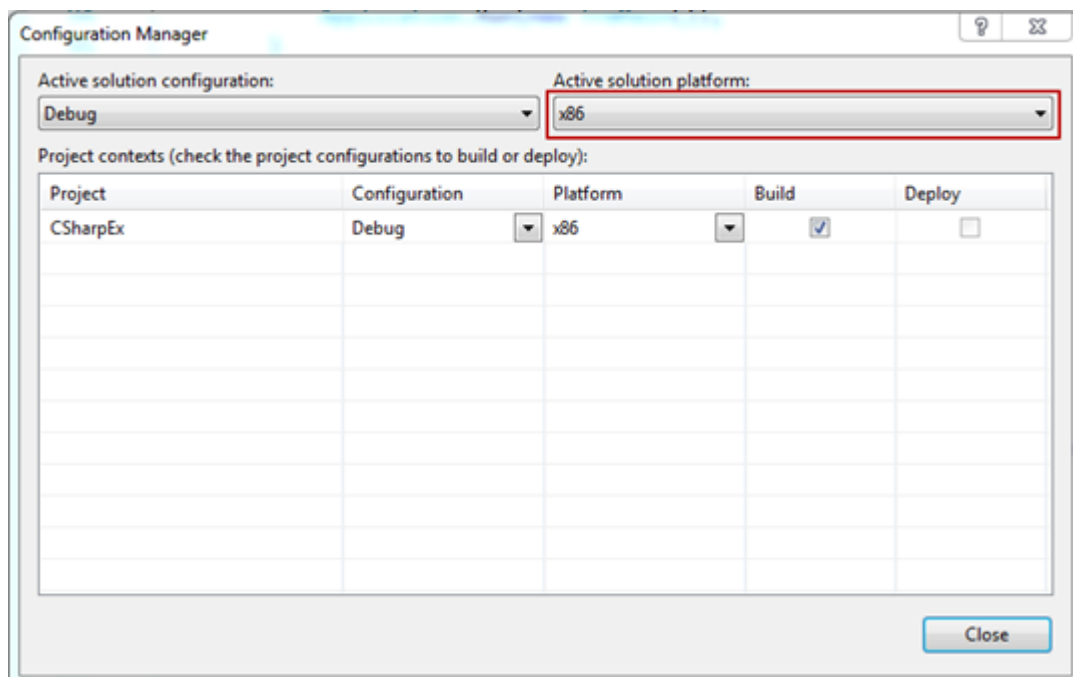 Configuration Manager
Active solution configuration: Active solution platform:
Debug x86
Project contexts (check the project configurations to build or deploy):
Project Configuration Platform Build Deploy
CSharpEx Debug x86
Close